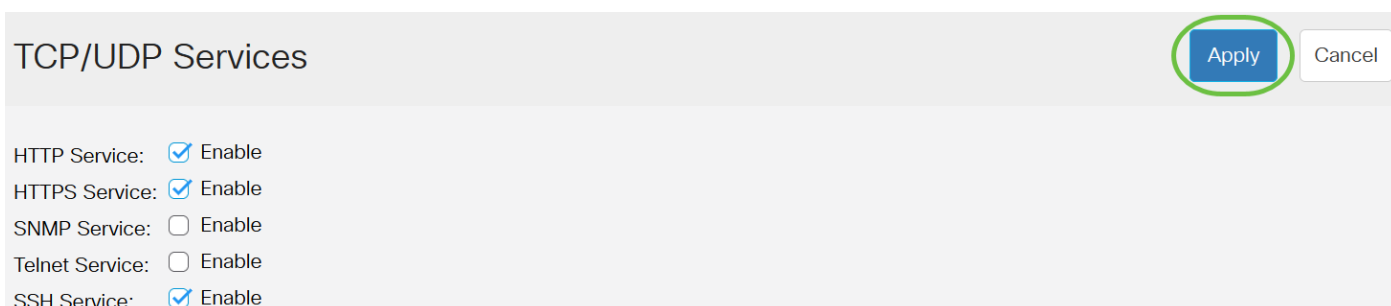 TCP/UDP Services Apply Cancel
HTTP Service: Enable
HTTPS Service: Enable
SNMP Service: Enable
Telnet Service: Enable
SSH Service: Enable